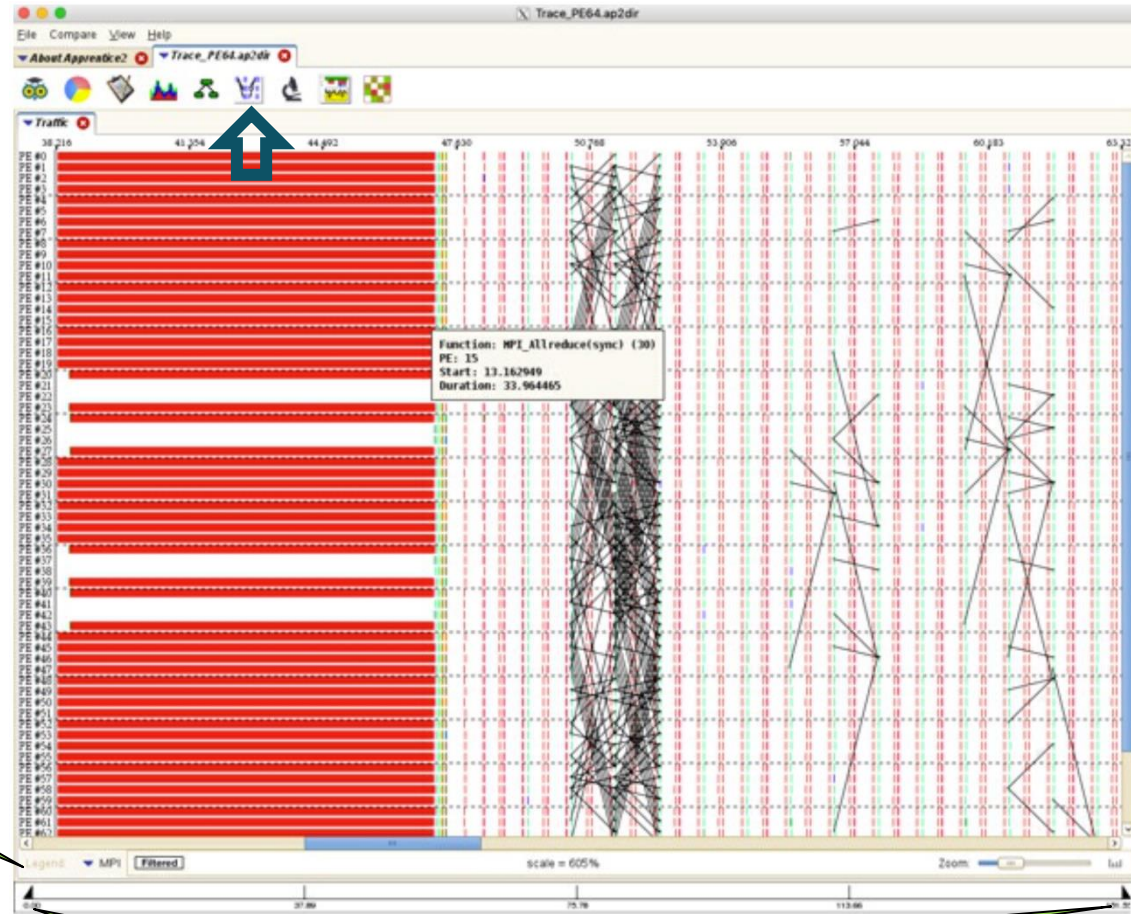 Trace_PE64.ap2dir
File Compare View Help
About Apprentice2 Trace_PE64.ap2dir
Traffic
38,216 41,354 44,492 47,630 50,768 53,906 57,044 60,183
PE #0
PE #1
PE #2
PE #3
PE #4
PE #5
PE #6
PE #7
PE #8
PE #9
PE #10
PE #11
PE #12
PE #13
PE #14
PE #15
PE #16
PE #17
PE #18
PE #19
PE #20
PE #21
PE #22
PE #23
PE #24
PE #25
PE #26
PE #27
PE #28
PE #29
PE #30
PE #31
PE #32
PE #33
PE #34
PE #35
PE #36
PE #37
PE #38
PE #39
PE #40
PE #41
PE #42
PE #43
PE #44
PE #45
PE #46
PE #47
PE #48
PE #49
PE #50
PE #51
PE #52
PE #53
PE #54
PE #55
PE #56
PE #57
PE #58
PE #59
PE #60
PE #61
PE #62
Function: MPI_Allreduce(sync) (30)
PE: 15
Start: 13.162949
Duration: 33.964465
Legend MPI Filtered scale = 605% Zoom:
0.00 37.89 75.78 113.66